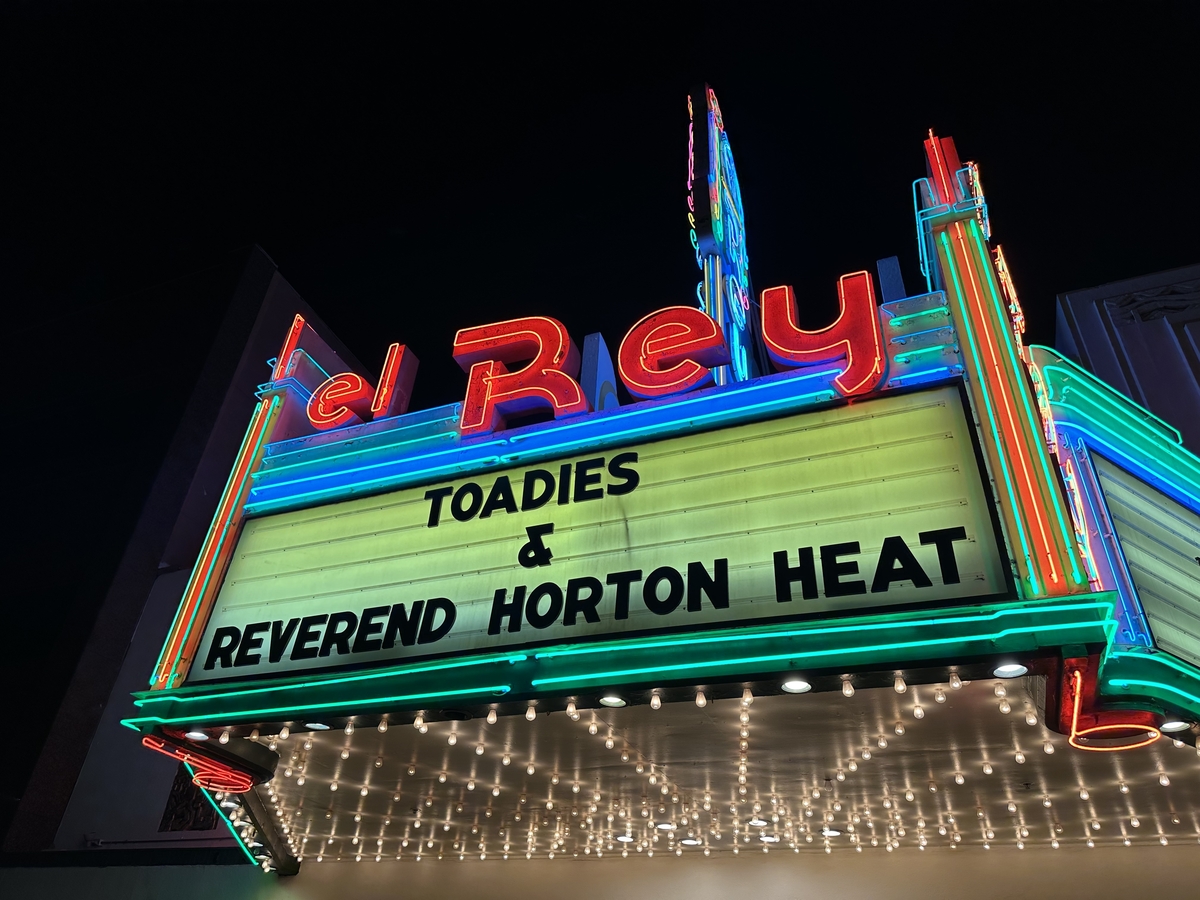 el Rey
TOADIES
&
REVEREND HORTON HEAT